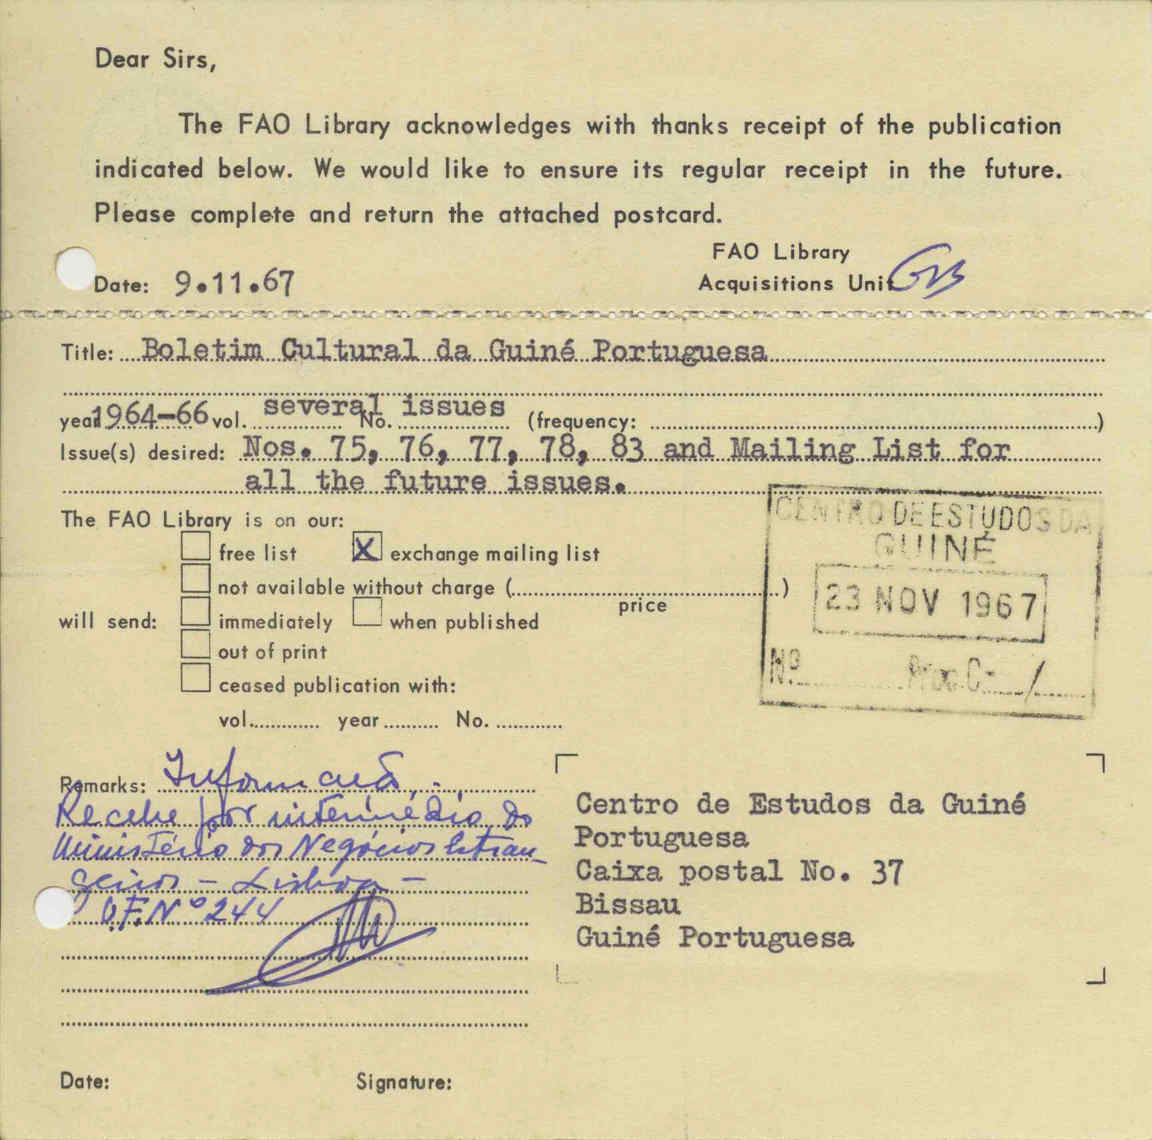 Dear Sirs,
The FAO Library acknowledges with thanks receipt of the publication
indicated below. We would like to ensure its regular receipt in the future.
Please complete and return the attached postcard.
FAO Library
Date: 9.11.67
Acquisitions Unit
Title: Boletim Cultural da Guiné Portuguesa
year 1964-66 vol. several issues No. (frequency: )
Issue(s) desired: Nos. 75, 76, 77, 78, 83 and Mailing List for
all the future issues.
The FAO Library is on our:
free list X exchange mailing list
not available without charge ( )
price
will send: immediately when published
out of print
ceased publication with:
vol. year No.
CENTRO DE ESTUDOS DA
GUINÉ
23 NOV 1967
Nº. Proc. C- /
Remarks: Informação:
Recebe por intermédio do
Ministério dos Negócios Estran_
geiros - Lisboa -
O.F. Nº 244
Centro de Estudos da Guiné
Portuguesa
Caixa postal No. 37
Bissau
Guiné Portuguesa
Date: Signature: